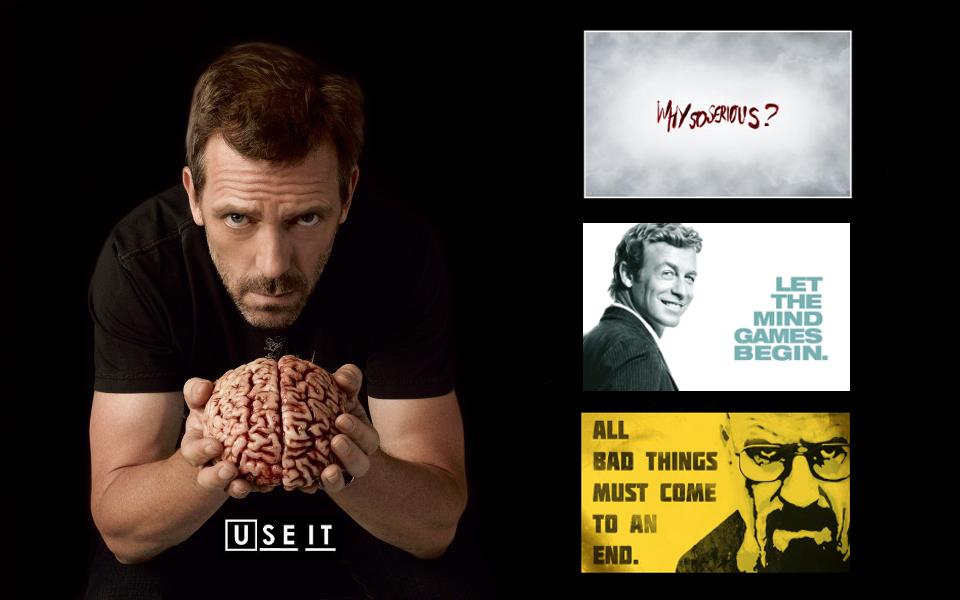 USE IT
WHY SO SERIOUS?
LET
THE
MIND
GAMES
BEGIN.
ALL
BAD THINGS
MUST COME
TO AN
END.